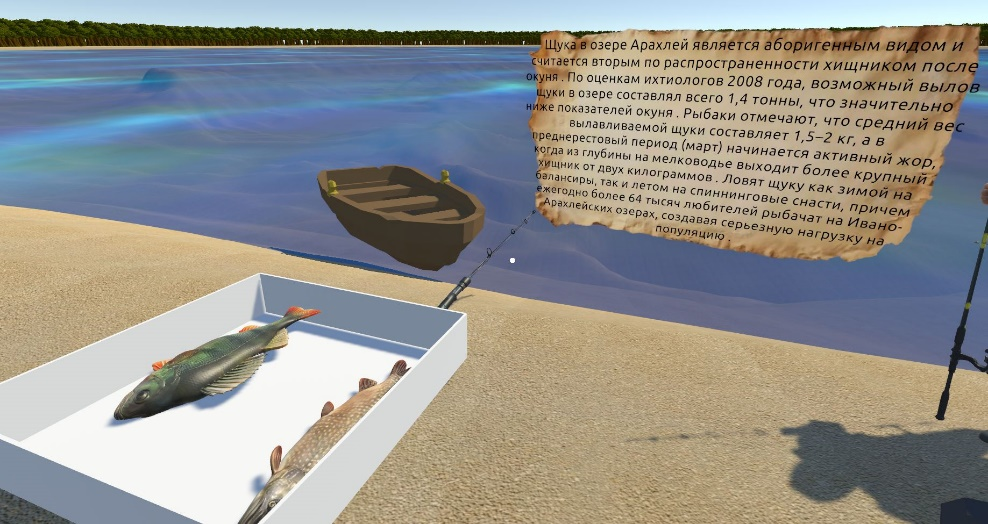 Щука в озере Арахлей является аборигенным видом и
считается вторым по распространенности хищником после
окуня . По оценкам ихтиологов 2008 года, возможный вылов
щуки в озере составлял всего 1,4 тонны, что значительно
ниже показателей окуня . Рыбаки отмечают, что средний вес
вылавливаемой щуки составляет 1,5–2 кг, а в
преднерестовый период (март) начинается активный жор,
когда из глубины на мелководье выходит более крупный
хищник от двух килограммов . Ловят щуку как зимой на
балансиры, так и летом на спиннинговые снасти, причем
ежегодно более 64 тысяч любителей рыбачат на Ивано-
Арахлейских озерах, создавая серьезную нагрузку на
популяцию .